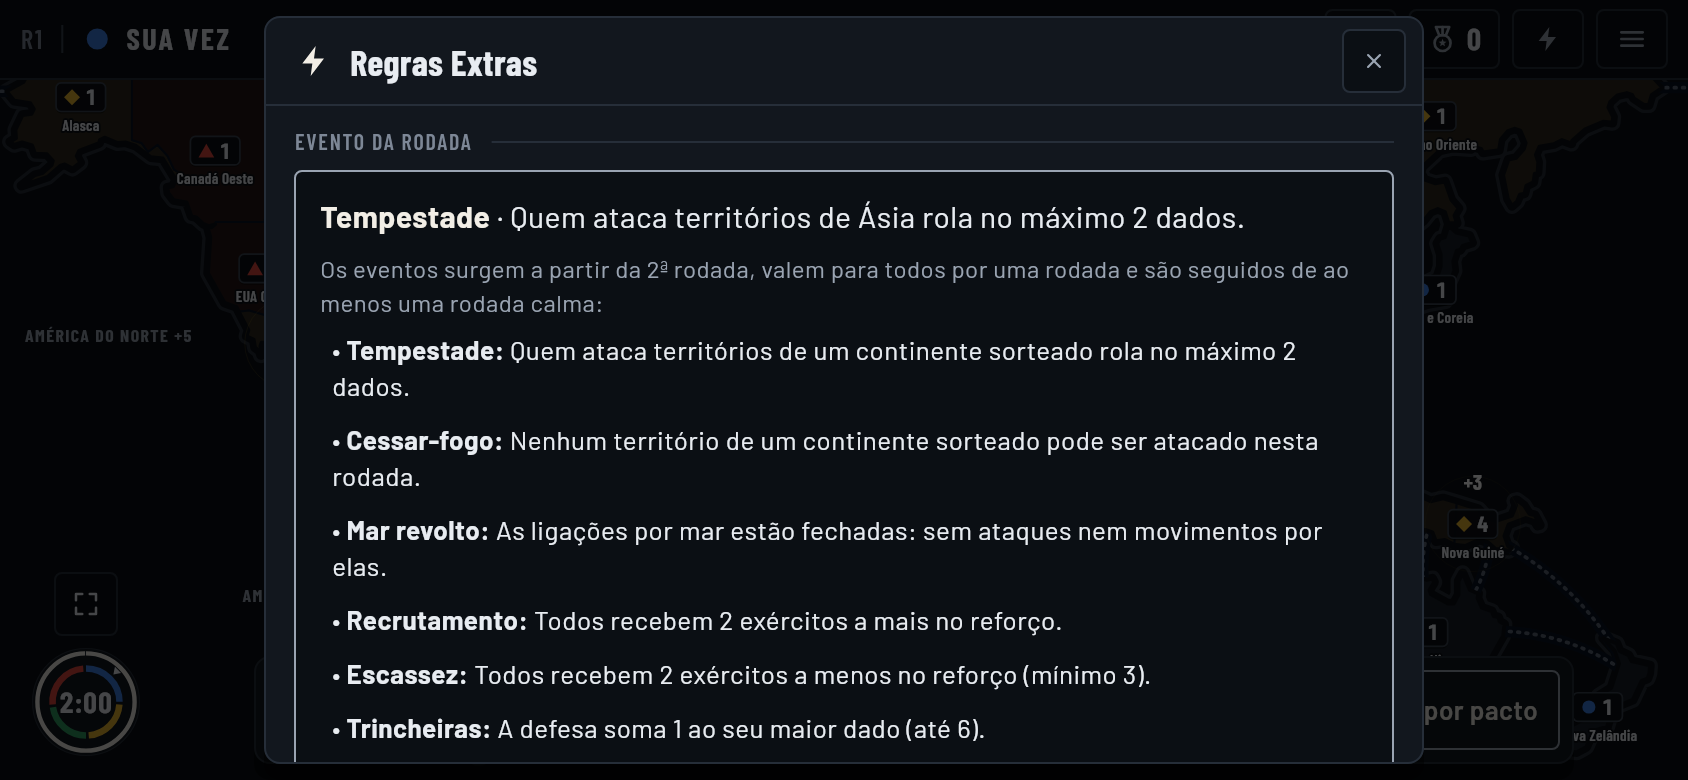 R1
SUA VEZ
Regras Extras
0
1
Alasca
1
Canadá Oeste
EUA
AMÉRICA DO NORTE +5
2:00
EVENTO DA RODADA
Tempestade · Quem ataca territórios de Ásia rola no máximo 2 dados.
Os eventos surgem a partir da 2ª rodada, valem para todos por uma rodada e são seguidos de ao
menos uma rodada calma:
• Tempestade: Quem ataca territórios de um continente sorteado rola no máximo 2
dados.
• Cessar-fogo: Nenhum território de um continente sorteado pode ser atacado nesta
rodada.
• Mar revolto: As ligações por mar estão fechadas: sem ataques nem movimentos por
elas.
• Recrutamento: Todos recebem 2 exércitos a mais no reforço.
• Escassez: Todos recebem 2 exércitos a menos no reforço (mínimo 3).
• Trincheiras: A defesa soma 1 ao seu maior dado (até 6).
1
Oriente
1
e Coreia
+3
4
Nova Guiné
1
por pacto
1
va Zelândia